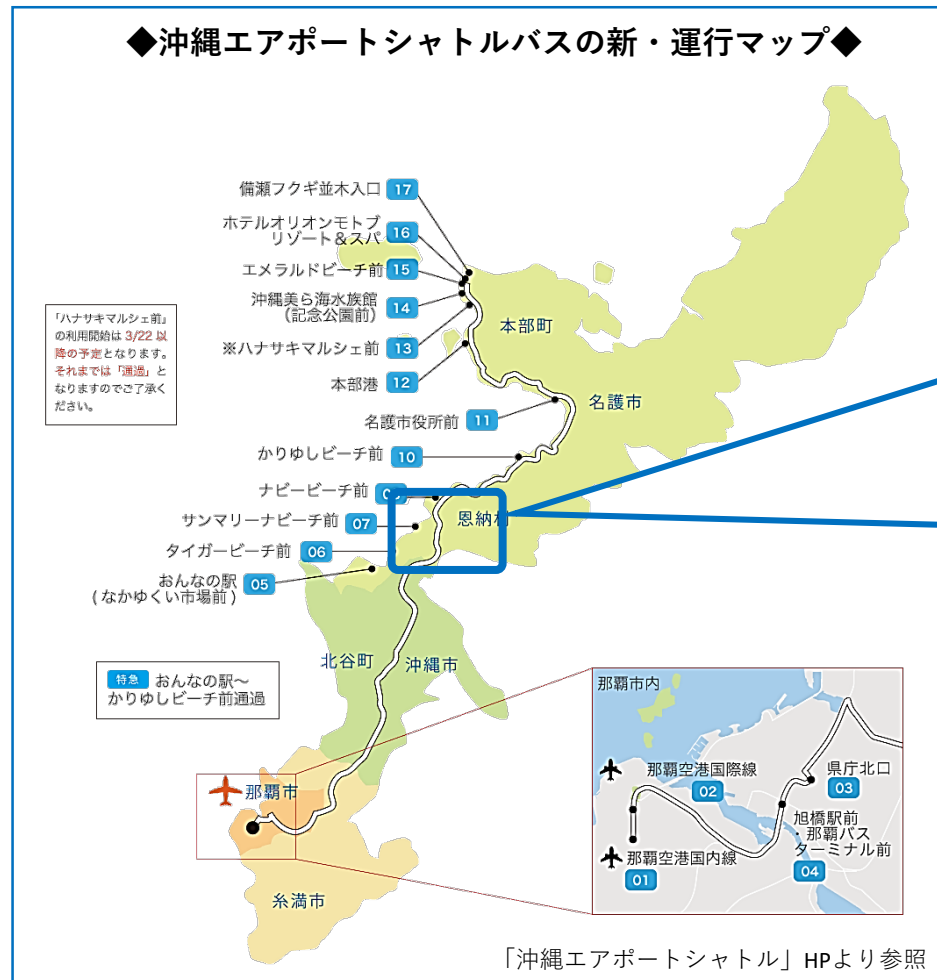 ◆沖縄エアポートシャトルバスの新・運行マップ◆
備瀬フクギ並木入口 17
ホテルオリオンモトブ
リゾート＆スパ 16
エメラルドビーチ前 15
沖縄美ら海水族館
(記念公園前) 14
※ハナサキマルシェ前 13
本部港 12
名護市役所前 11
かりゆしビーチ前 10
ナビービーチ前
サンマリーナビーチ前 07
タイガービーチ前 06
おんなの駅
(なかゆくい市場前) 05
「ハナサキマルシェ前」
の利用開始は 3/22 以
降の予定となります。
それまでは「通過」と
なりますのでご了承く
ださい。
本部町
名護市
恩納村
北谷町
沖縄市
特急 おんなの駅～
かりゆしビーチ前通過
那覇市
糸満市
那覇市内
那覇空港国際線
02
県庁北口
03
旭橋駅前
・那覇バス
ターミナル前
04
那覇空港国内線
01
「沖縄エアポートシャトル」HPより参照